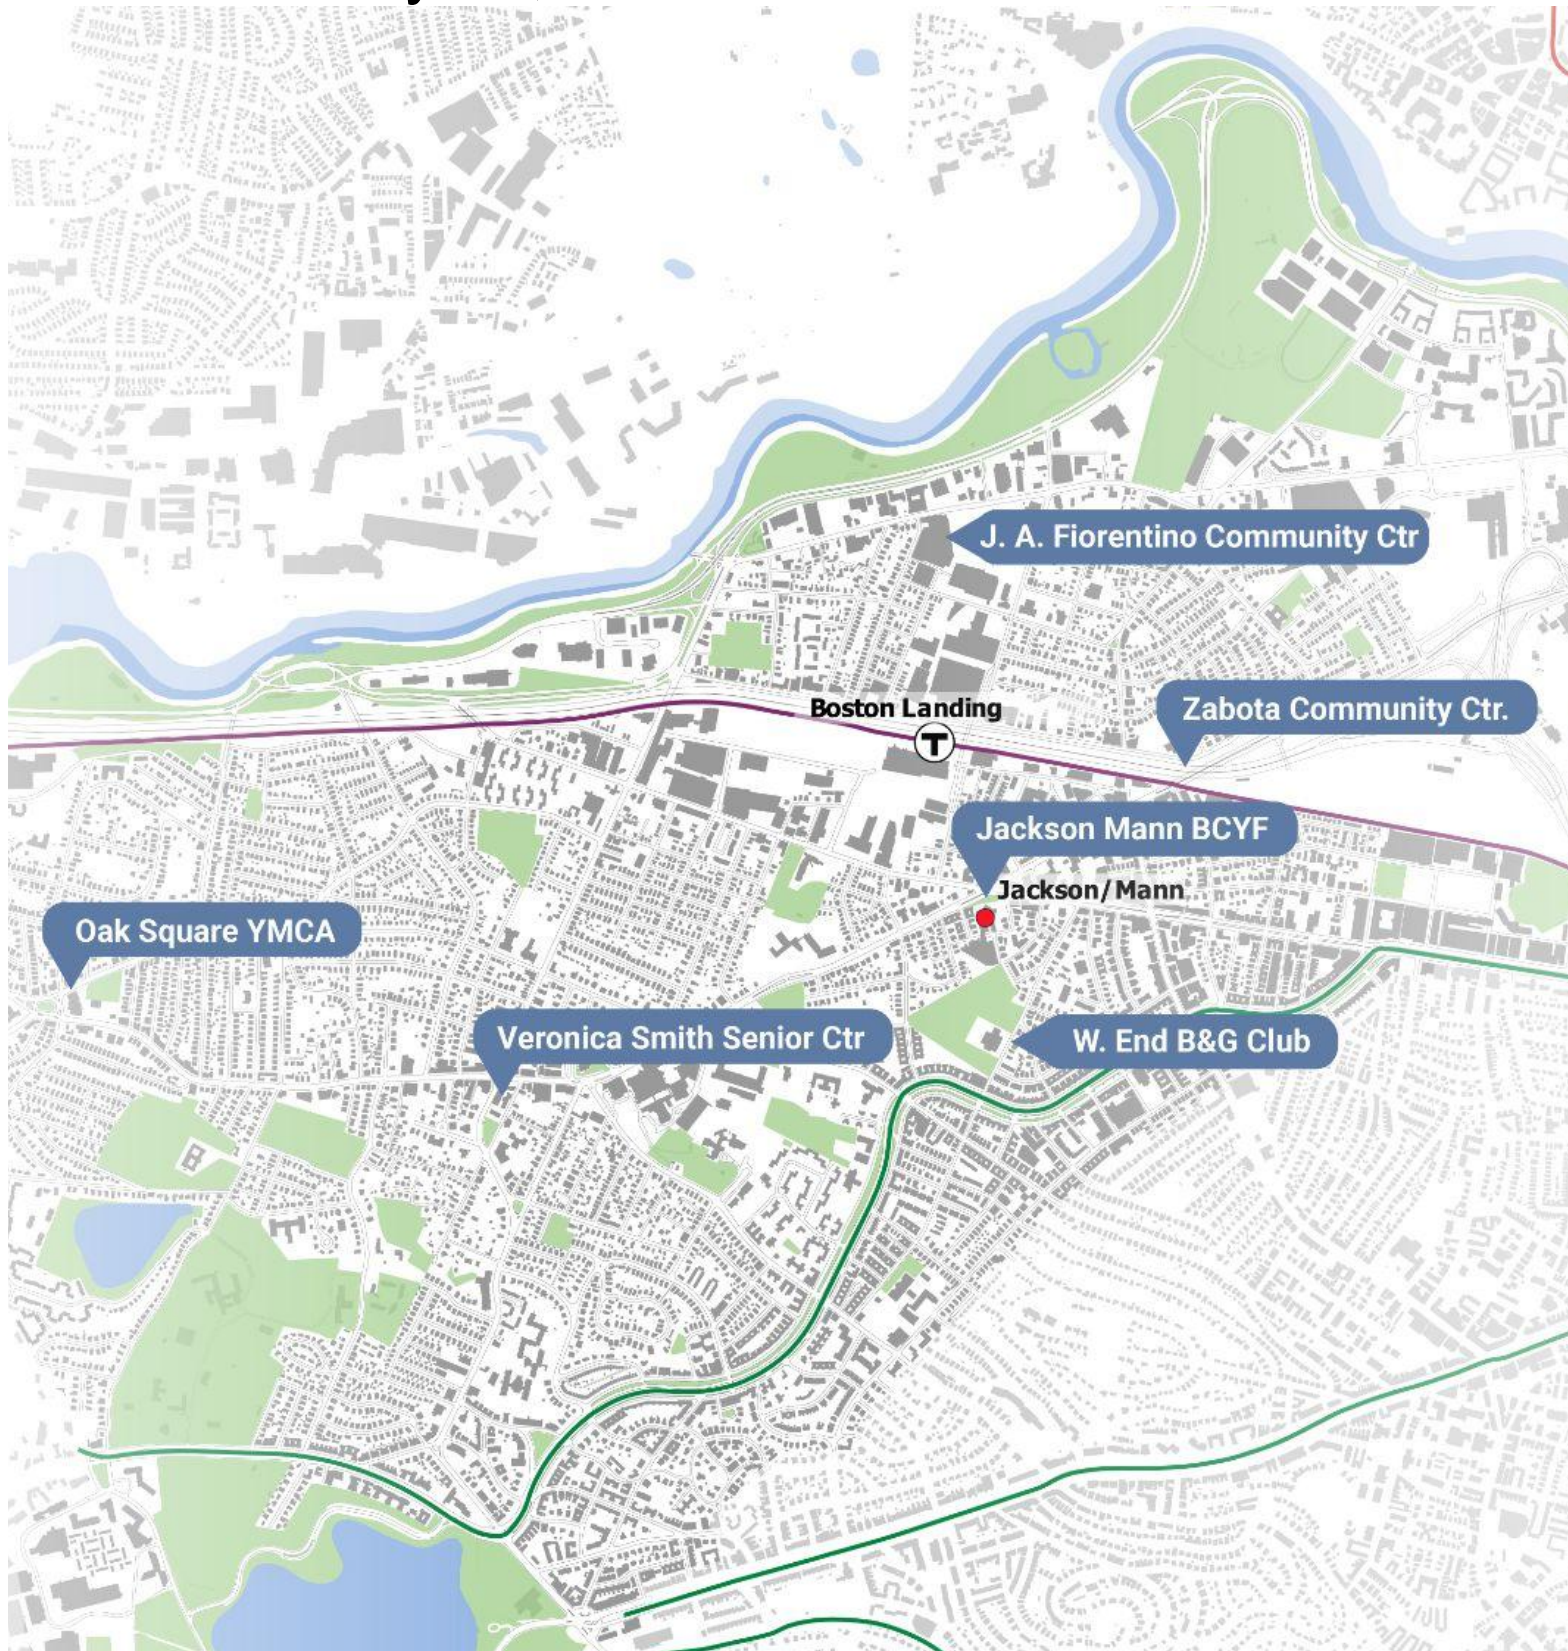 J. A. Fiorentino Community Ctr
Boston Landing
T
Zabota Community Ctr.
Jackson Mann BCYF
Jackson/Mann
Oak Square YMCA
Veronica Smith Senior Ctr
W. End B&G Club